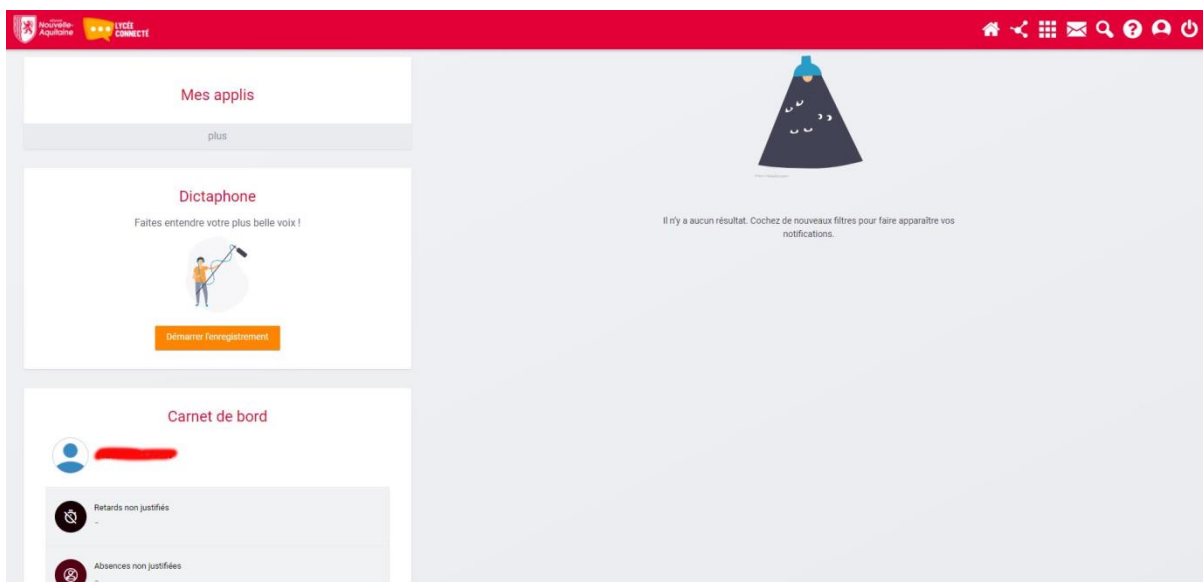 RÉGION
Nouvelle-
Aquitaine
LYCÉE
CONNECTÉ
Mes applis
plus
Dictaphone
Faites entendre votre plus belle voix !
Démarrer l'enregistrement
Carnet de bord
Retards non justifiés
-
Absences non justifiées
-
Il n'y a aucun résultat. Cochez de nouveaux filtres pour faire apparaître vos
notifications.